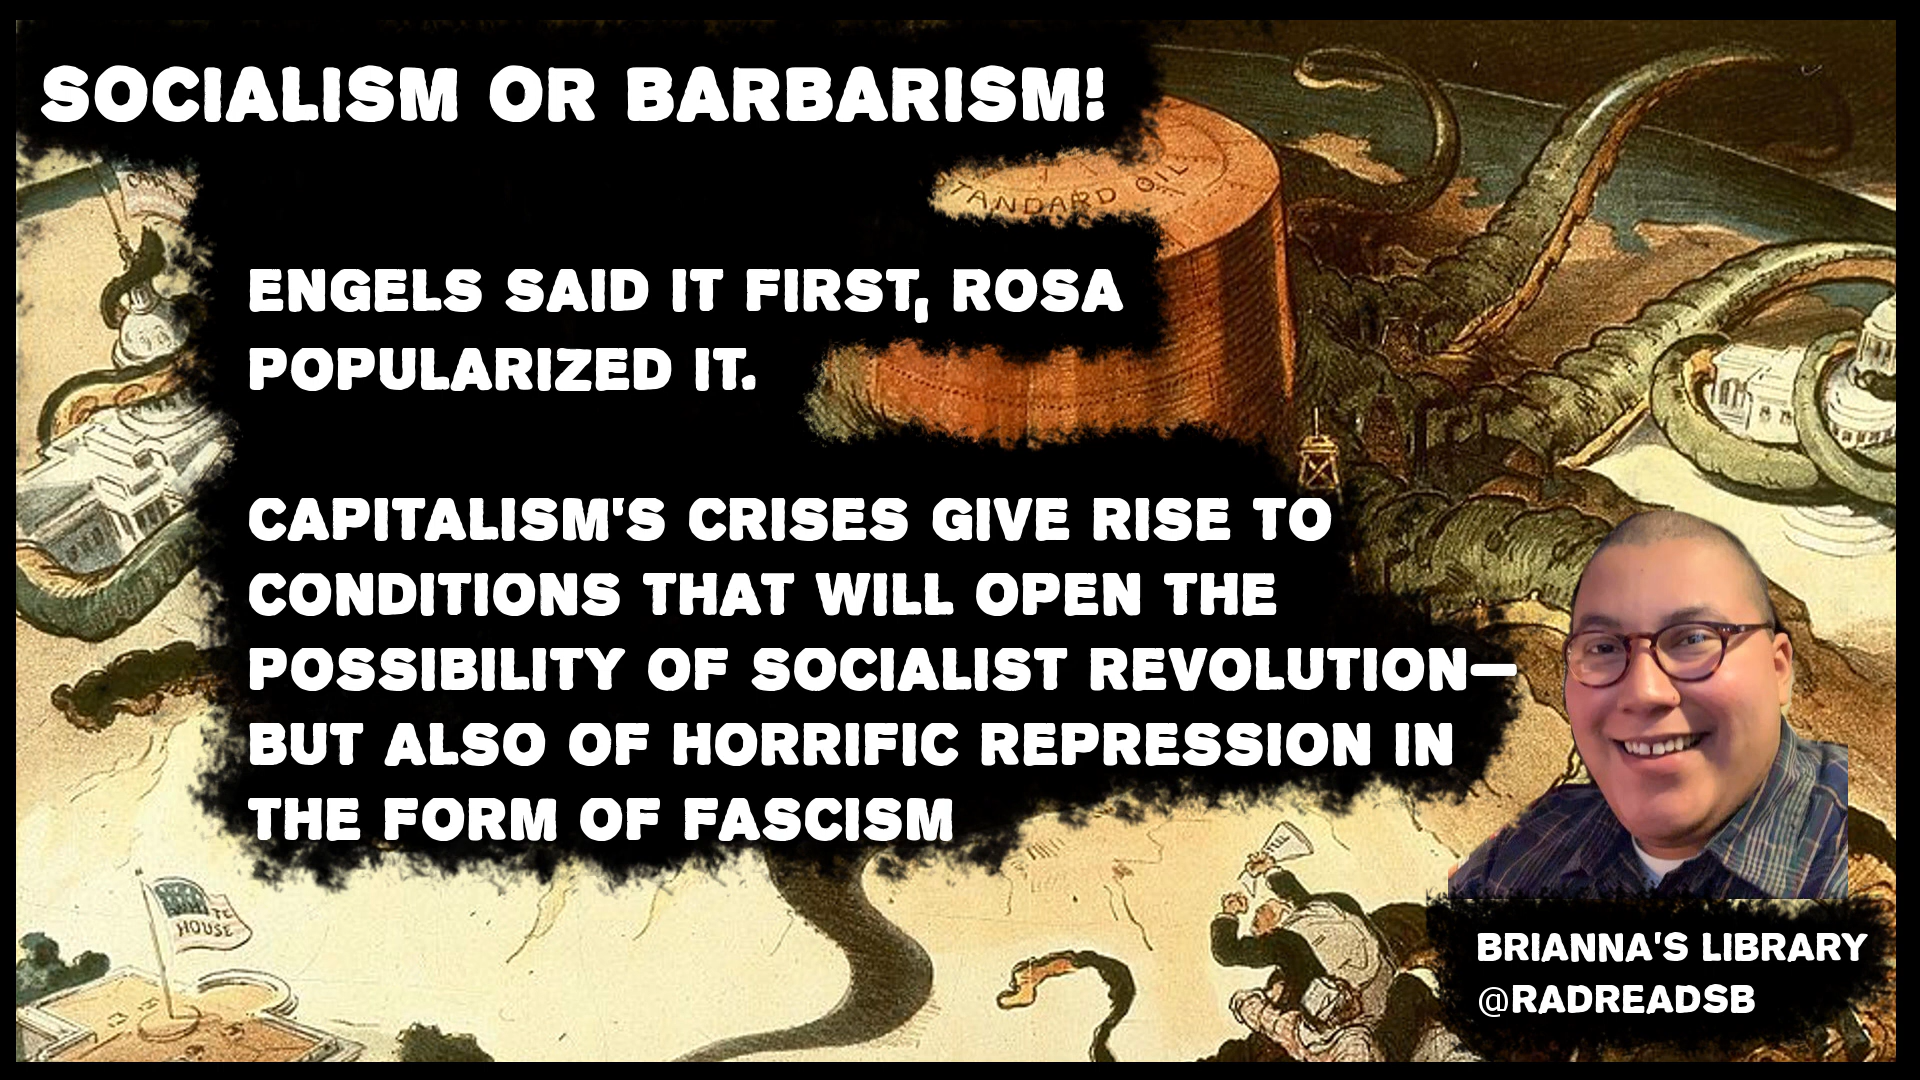 SOCIALISM OR BARBARISM!
TANDARD OIL
ENGELS SAID IT FIRST, ROSA
POPULARIZED IT.
CAPITALISM'S CRISES GIVE RISE TO
CONDITIONS THAT WILL OPEN THE
POSSIBILITY OF SOCIALIST REVOLUTION—
BUT ALSO OF HORRIFIC REPRESSION IN
THE FORM OF FASCISM
TE
HOUSE
BRIANNA'S LIBRARY
@RADREADSB